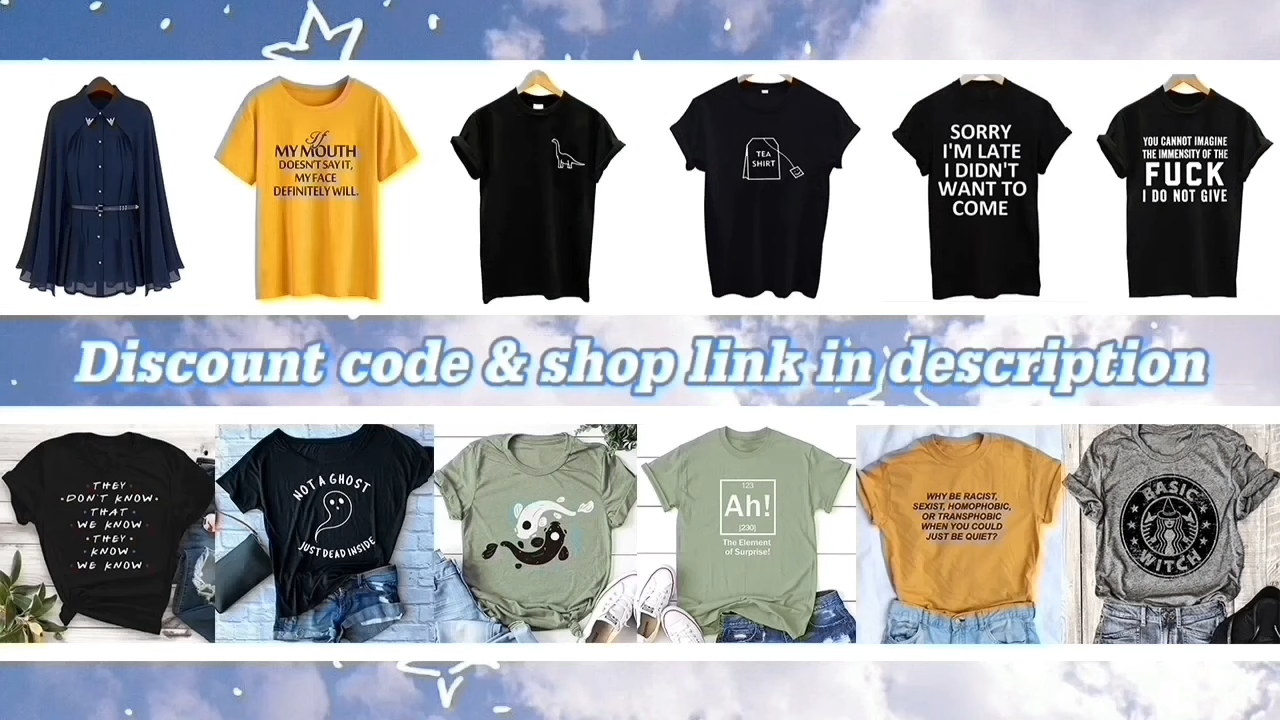 If
MY MOUTH
DOESN'T SAY IT,
MY FACE
DEFINITELY WILL.
TEA
SHIRT
SORRY
I'M LATE
I DIDN'T
WANT TO
COME
YOU CANNOT IMAGINE
THE IMMENSITY OF THE
FUCK
I DO NOT GIVE
Discount code & shop link in description
THEY
•DON'T KNOW•
•THAT•
•WE KNOW•
•THEY•
•KNOW•
•WE KNOW•
NOT A GHOST
JUST DEAD INSIDE
123
Ah!
[230]
The Element
of Surprise!
WHY BE RACIST,
SEXIST, HOMOPHOBIC,
OR TRANSPHOBIC
WHEN YOU COULD
JUST BE QUIET?
BASIC
WITCH